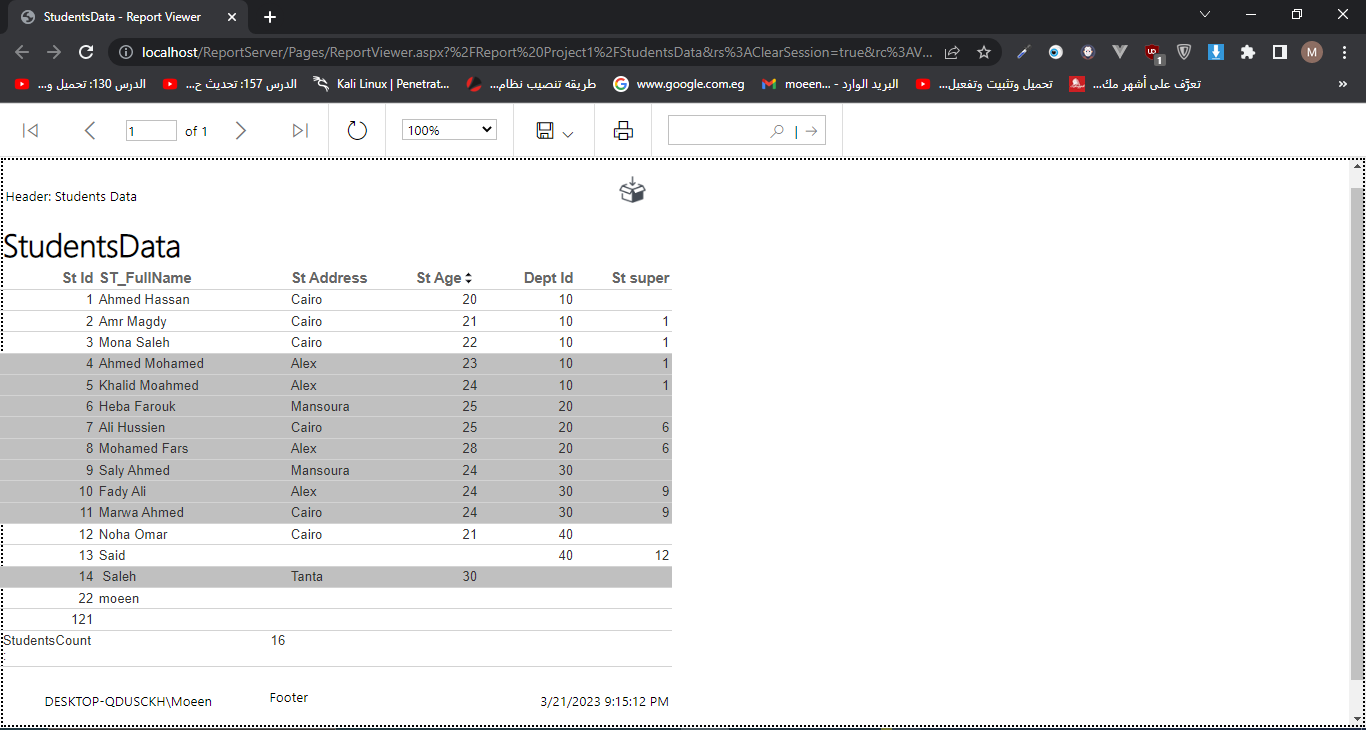 StudentsData - Report Viewer
localhost/ReportServer/Pages/ReportViewer.aspx?%2FReport%20Project1%2FStudentsData&rs%3AClearSession=true&rc%3AV...
UD
1
M
الدرس 130: تحميل و...
الدرس 157: تحديث ح...
Kali Linux | Penetrat...
طريقه تنصيب نظام...
www.google.com.eg
البريد الوارد - ...moeen
تحميل وتثبيت وتفعيل...
تعرَّف على أشهر مك...
»
1 of 1
100%
Header: Students Data
StudentsData
St Id ST_FullName St Address St Age Dept Id St super
1 Ahmed Hassan Cairo 20 10
2 Amr Magdy Cairo 21 10 1
3 Mona Saleh Cairo 22 10 1
4 Ahmed Mohamed Alex 23 10 1
5 Khalid Moahmed Alex 24 10 1
6 Heba Farouk Mansoura 25 20
7 Ali Hussien Cairo 25 20 6
8 Mohamed Fars Alex 28 20 6
9 Saly Ahmed Mansoura 24 30
10 Fady Ali Alex 24 30 9
11 Marwa Ahmed Cairo 24 30 9
12 Noha Omar Cairo 21 40
13 Said 40 12
14 Saleh Tanta 30
22 moeen
121
StudentsCount 16
:
DESKTOP-QDUSCKH\Moeen Footer 3/21/2023 9:15:12 PM